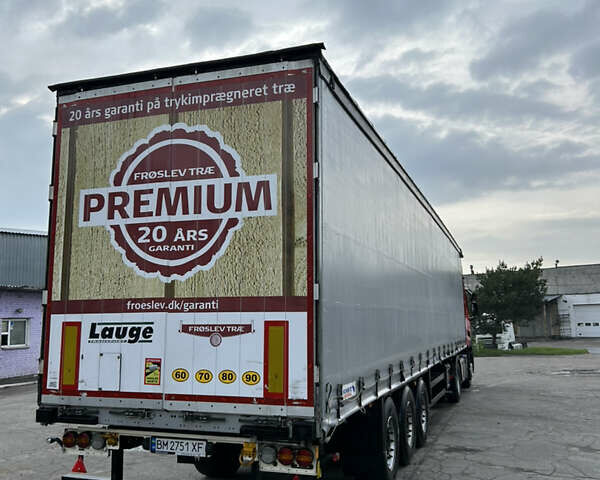 20 års garanti på trykimprægneret træ
FRØSLEV TRÆ
PREMIUM
20 ÅRS
GARANTI
froeslev.dk/garanti
Lauge
FRØSLEV TRÆ
60 70 80 90
BM 2751 XF